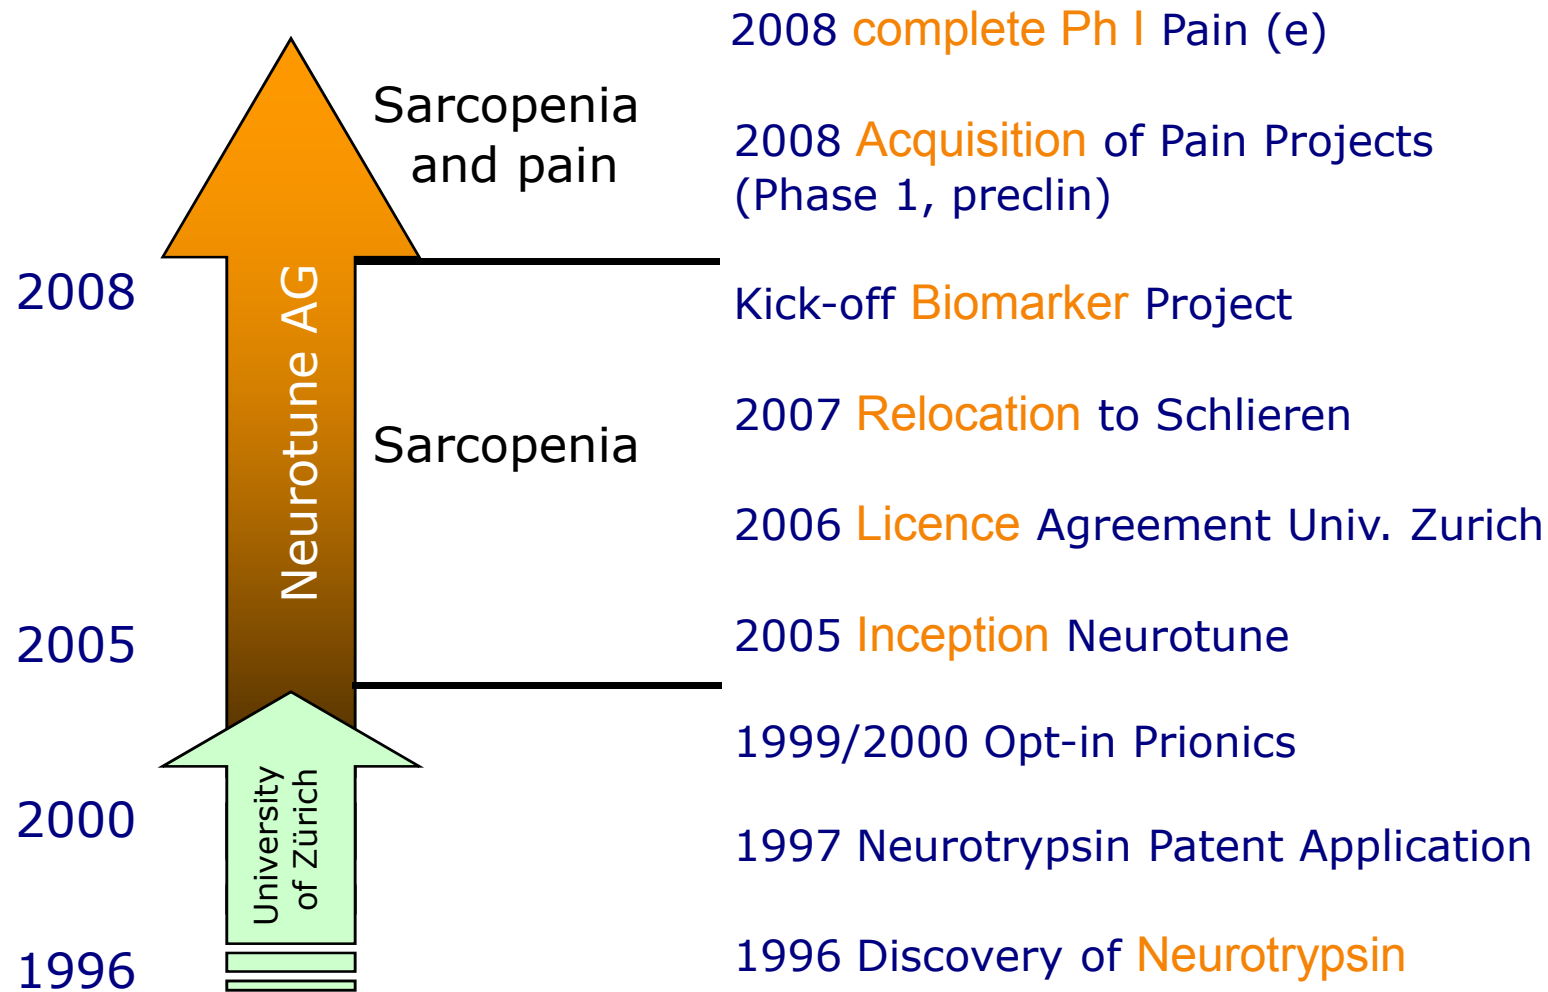 2008 complete Ph I Pain (e)
Sarcopenia
and pain
2008 Acquisition of Pain Projects
(Phase 1, preclin)
2008
Neurotune AG
Kick-off Biomarker Project
2007 Relocation to Schlieren
Sarcopenia
2006 Licence Agreement Univ. Zurich
2005
2005 Inception Neurotune
1999/2000 Opt-in Prionics
2000
University
of Zürich
1997 Neurotrypsin Patent Application
1996
1996 Discovery of Neurotrypsin